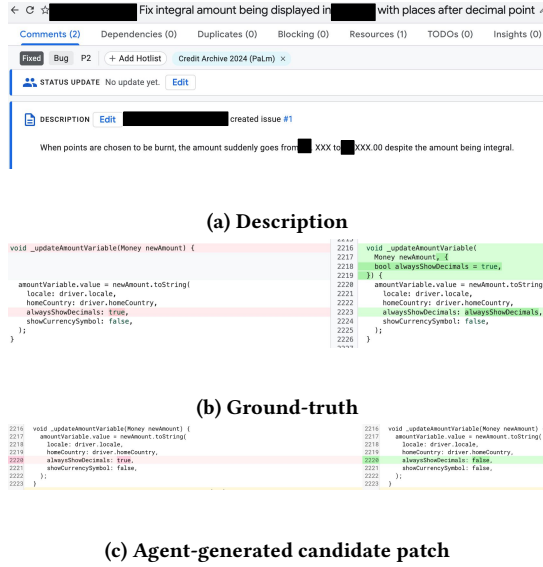 Fix integral amount being displayed in with places after decimal point
Comments (2) Dependencies (0) Duplicates (0) Blocking (0) Resources (1) TODOs (0) Insights (0)
Fixed Bug P2 + Add Hotlist Credit Archive 2024 (PaLm) ×
STATUS UPDATE No update yet. Edit
DESCRIPTION Edit created issue #1
When points are chosen to be burnt, the amount suddenly goes from XXX to XXX.00 despite the amount being integral.
(a) Description
void _updateAmountVariable(Money newAmount) {
amountVariable.value = newAmount.toString(
locale: driver.locale,
homeCountry: driver.homeCountry,
alwaysShowDecimals: true,
showCurrencySymbol: false,
);
}
2216 void _updateAmountVariable(
2217 Money newAmount, {
2218 bool alwaysShowDecimals = true,
2219 }) {
2220 amountVariable.value = newAmount.toString(
2221 locale: driver.locale,
2222 homeCountry: driver.homeCountry,
2223 alwaysShowDecimals: alwaysShowDecimals,
2224 showCurrencySymbol: false,
2225 );
2226 }
(b) Ground-truth
2216 void _updateAmountVariable(Money newAmount) {
2217 amountVariable.value = newAmount.toString(
2218 locale: driver.locale,
2219 homeCountry: driver.homeCountry,
2220 alwaysShowDecimals: true,
2221 showCurrencySymbol: false,
2222 );
2223 }
2216 void _updateAmountVariable(Money newAmount)
2217 amountVariable.value = newAmount.toString(
2218 locale: driver.locale,
2219 homeCountry: driver.homeCountry,
2220 alwaysShowDecimals: false,
2221 showCurrencySymbol: false,
2222 );
2223 }
(c) Agent-generated candidate patch